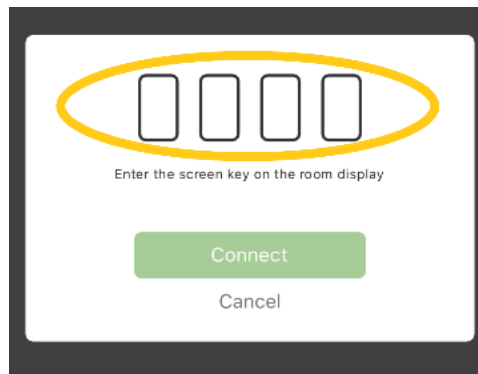 Enter the screen key on the room display
Connect
Cancel